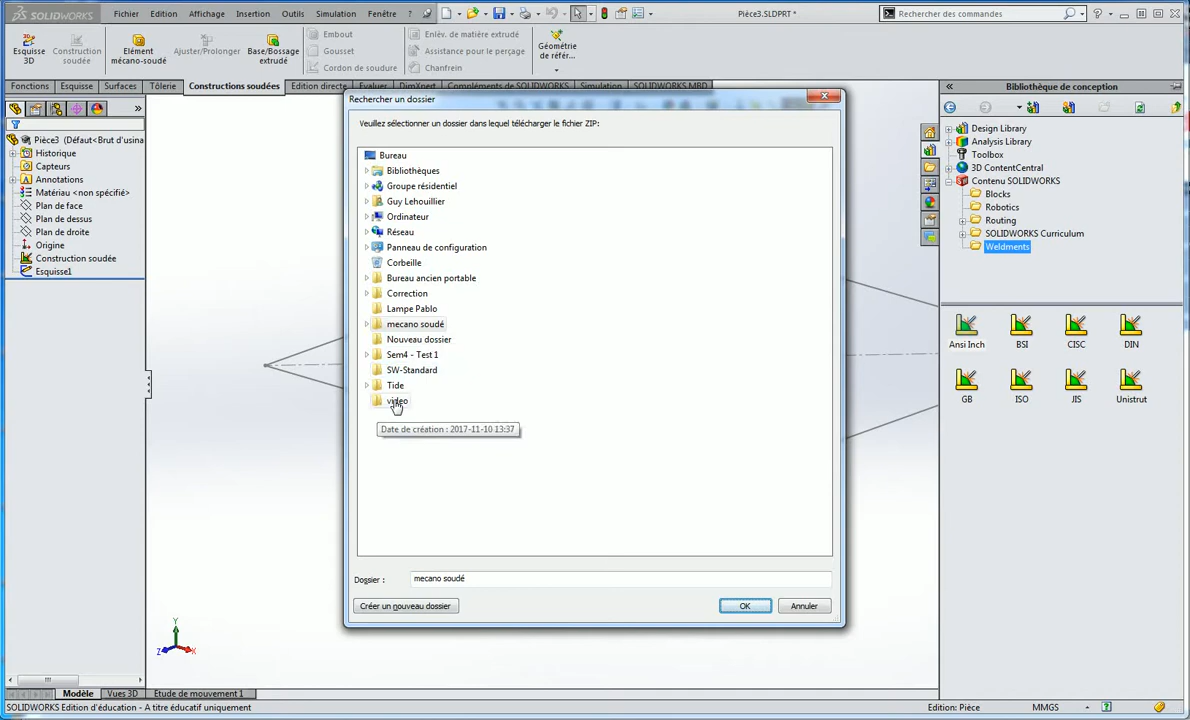 SOLIDWORKS
Fichier Edition Affichage Insertion Outils Simulation Fenêtre
Pièce3.SLDPRT *
Rechercher des commandes
Esquisse 3D
Construction soudée
Elément mécano-soudé
Ajuster/Prolonger
Base/Bossage extrudé
Embout
Gousset
Cordon de soudure
Enlèv. de matière extrudé
Assistance pour le perçage
Chanfrein
Géométrie de référ...
Fonctions Esquisse Surfaces Tôlerie Constructions soudées Edition directe Evaluer DimXpert Compléments de SOLIDWORKS Simulation SOLIDWORKS MBD
Pièce3 (Défaut<Brut d'usina
Historique
Capteurs
Annotations
Matériau <non spécifié>
Plan de face
Plan de dessus
Plan de droite
Origine
Construction soudée
Esquisse1
Rechercher un dossier
Veuillez sélectionner un dossier dans lequel télécharger le fichier ZIP:
Bureau
Bibliothèques
Groupe résidentiel
Guy Lehouillier
Ordinateur
Réseau
Panneau de configuration
Corbeille
Bureau ancien portable
Correction
Lampe Pablo
mecano soudé
Nouveau dossier
Sem4 - Test 1
SW-Standard
Tide
video
Date de création : 2017-11-10 13:37
Dossier : mecano soudé
Créer un nouveau dossier OK Annuler
Bibliothèque de conception
Design Library
Analysis Library
Toolbox
3D ContentCentral
Contenu SOLIDWORKS
Blocks
Robotics
Routing
SOLIDWORKS Curriculum
Weldments
Ansi Inch BSI CISC DIN
GB ISO JIS Unistrut
Y
Z X
Modèle Vues 3D Etude de mouvement 1
SOLIDWORKS Edition d'éducation - A titre éducatif uniquement
Edition: Pièce MMGS